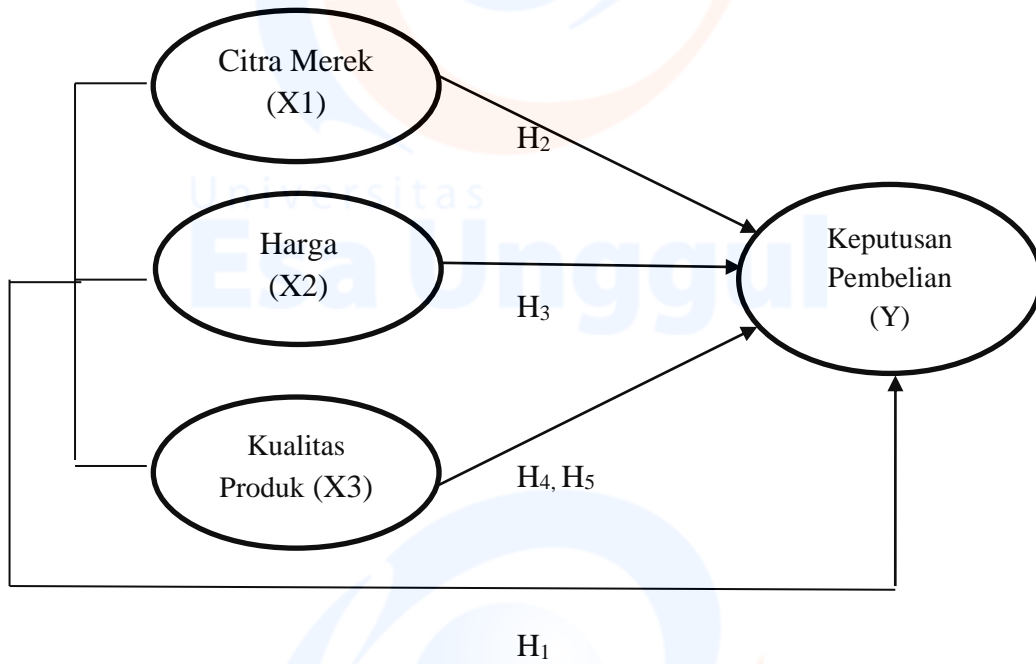 Citra Merek
(X1)
H2
Universitas
Esa Unggul
Harga
(X2)
Keputusan
Pembelian
(Y)
H3
Kualitas
Produk (X3)
H4, H5
H1